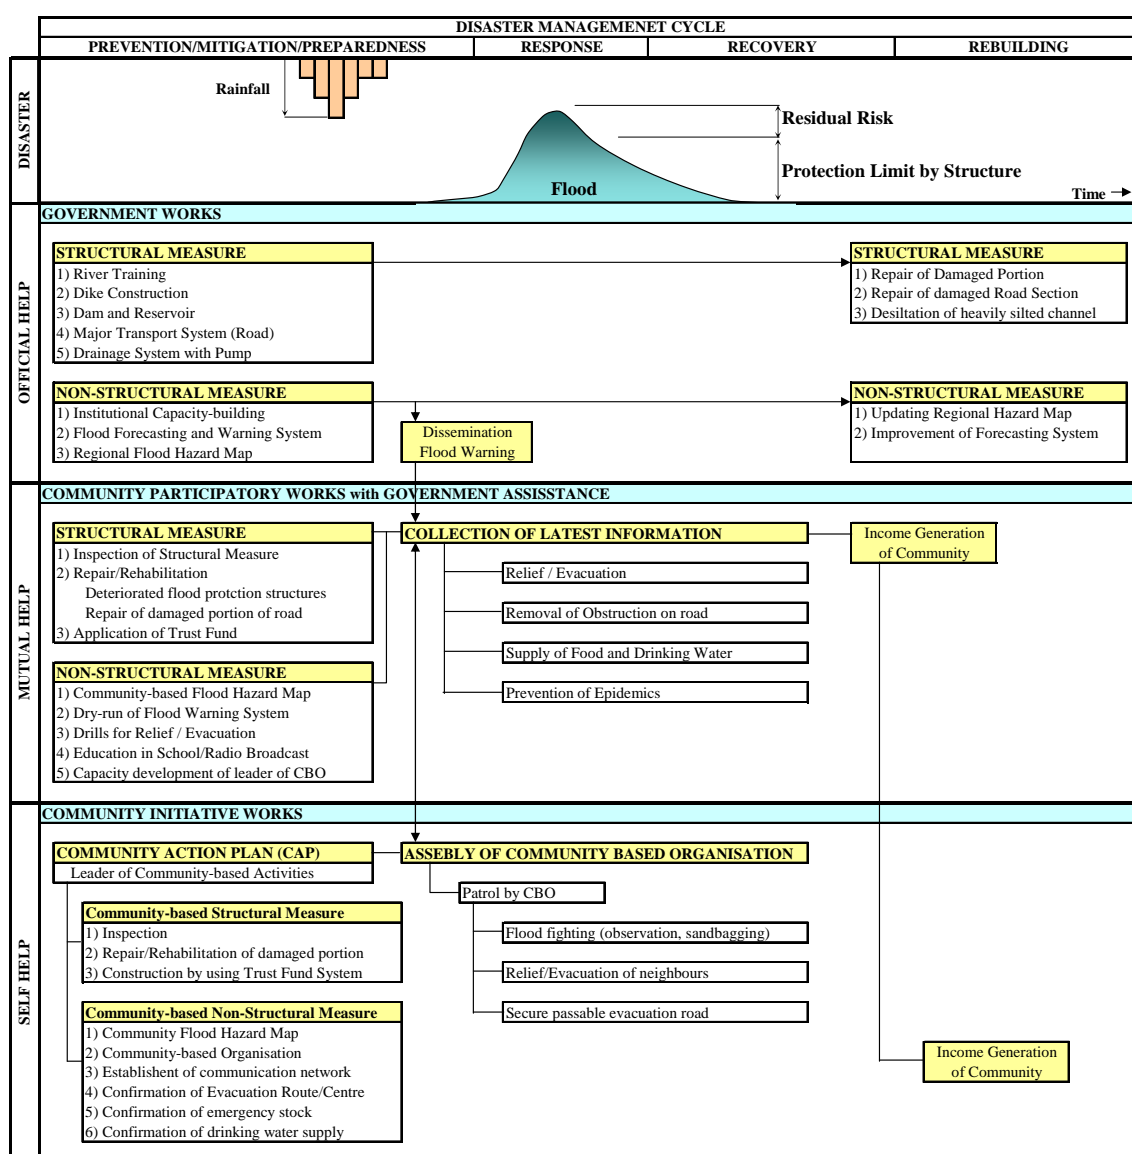 DISASTER MANAGEMENET CYCLE
PREVENTION/MITIGATION/PREPAREDNESS
RESPONSE
RECOVERY
REBUILDING
DISASTER
Rainfall
Residual Risk
Protection Limit by Structure
Flood
Time
OFFICIAL HELP
GOVERNMENT WORKS
STRUCTURAL MEASURE
1) River Training
2) Dike Construction
3) Dam and Reservoir
4) Major Transport System (Road)
5) Drainage System with Pump
STRUCTURAL MEASURE
1) Repair of Damaged Portion
2) Repair of damaged Road Section
3) Desiltation of heavily silted channel
NON-STRUCTURAL MEASURE
1) Institutional Capacity-building
2) Flood Forecasting and Warning System
3) Regional Flood Hazard Map
Dissemination
Flood Warning
NON-STRUCTURAL MEASURE
1) Updating Regional Hazard Map
2) Improvement of Forecasting System
MUTUAL HELP
COMMUNITY PARTICIPATORY WORKS with GOVERNMENT ASSISSTANCE
STRUCTURAL MEASURE
1) Inspection of Structural Measure
2) Repair/Rehabilitation
Deteriorated flood protction structures
Repair of damaged portion of road
3) Application of Trust Fund
NON-STRUCTURAL MEASURE
1) Community-based Flood Hazard Map
2) Dry-run of Flood Warning System
3) Drills for Relief / Evacuation
4) Education in School/Radio Broadcast
5) Capacity development of leader of CBO
COLLECTION OF LATEST INFORMATION
Relief / Evacuation
Removal of Obstruction on road
Supply of Food and Drinking Water
Prevention of Epidemics
Income Generation
of Community
SELF HELP
COMMUNITY INITIATIVE WORKS
COMMUNITY ACTION PLAN (CAP)
Leader of Community-based Activities
Community-based Structural Measure
1) Inspection
2) Repair/Rehabilitation of damaged portion
3) Construction by using Trust Fund System
Community-based Non-Structural Measure
1) Community Flood Hazard Map
2) Community-based Organisation
3) Establishent of communication network
4) Confirmation of Evacuation Route/Centre
5) Confirmation of emergency stock
6) Confirmation of drinking water supply
ASSEBLY OF COMMUNITY BASED ORGANISATION
Patrol by CBO
Flood fighting (observation, sandbagging)
Relief/Evacuation of neighbours
Secure passable evacuation road
Income Generation
of Community